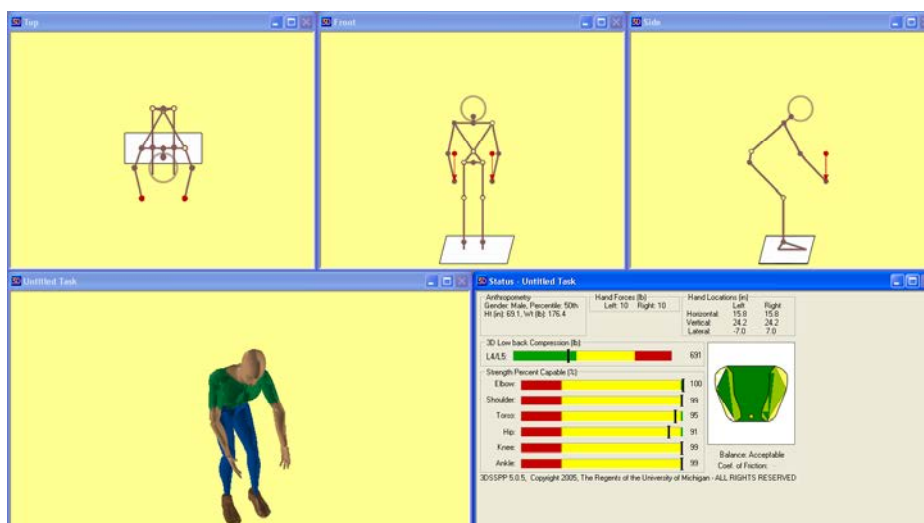 Top
Front
Side
Untitled Task
Status - Untitled Task
Anthropometry
Gender: Male, Percentile: 50th
Ht (in): 69.1, Wt (lb): 176.4
Hand Forces (lb)
Left: 10 Right: 10
Hand Locations (in)
Left Right
Horizontal: 15.8 15.8
Vertical: 24.2 24.2
Lateral: -7.0 7.0
3D Low back Compression (lb)
L4/L5: 691
Strength Percent Capable (%)
Elbow: 100
Shoulder: 99
Torso: 95
Hip: 91
Knee: 99
Ankle: 99
Balance: Acceptable
Coef. of Friction:
3DSSPP 5.0.5, Copyright 2005, The Regents of the University of Michigan - ALL RIGHTS RESERVED